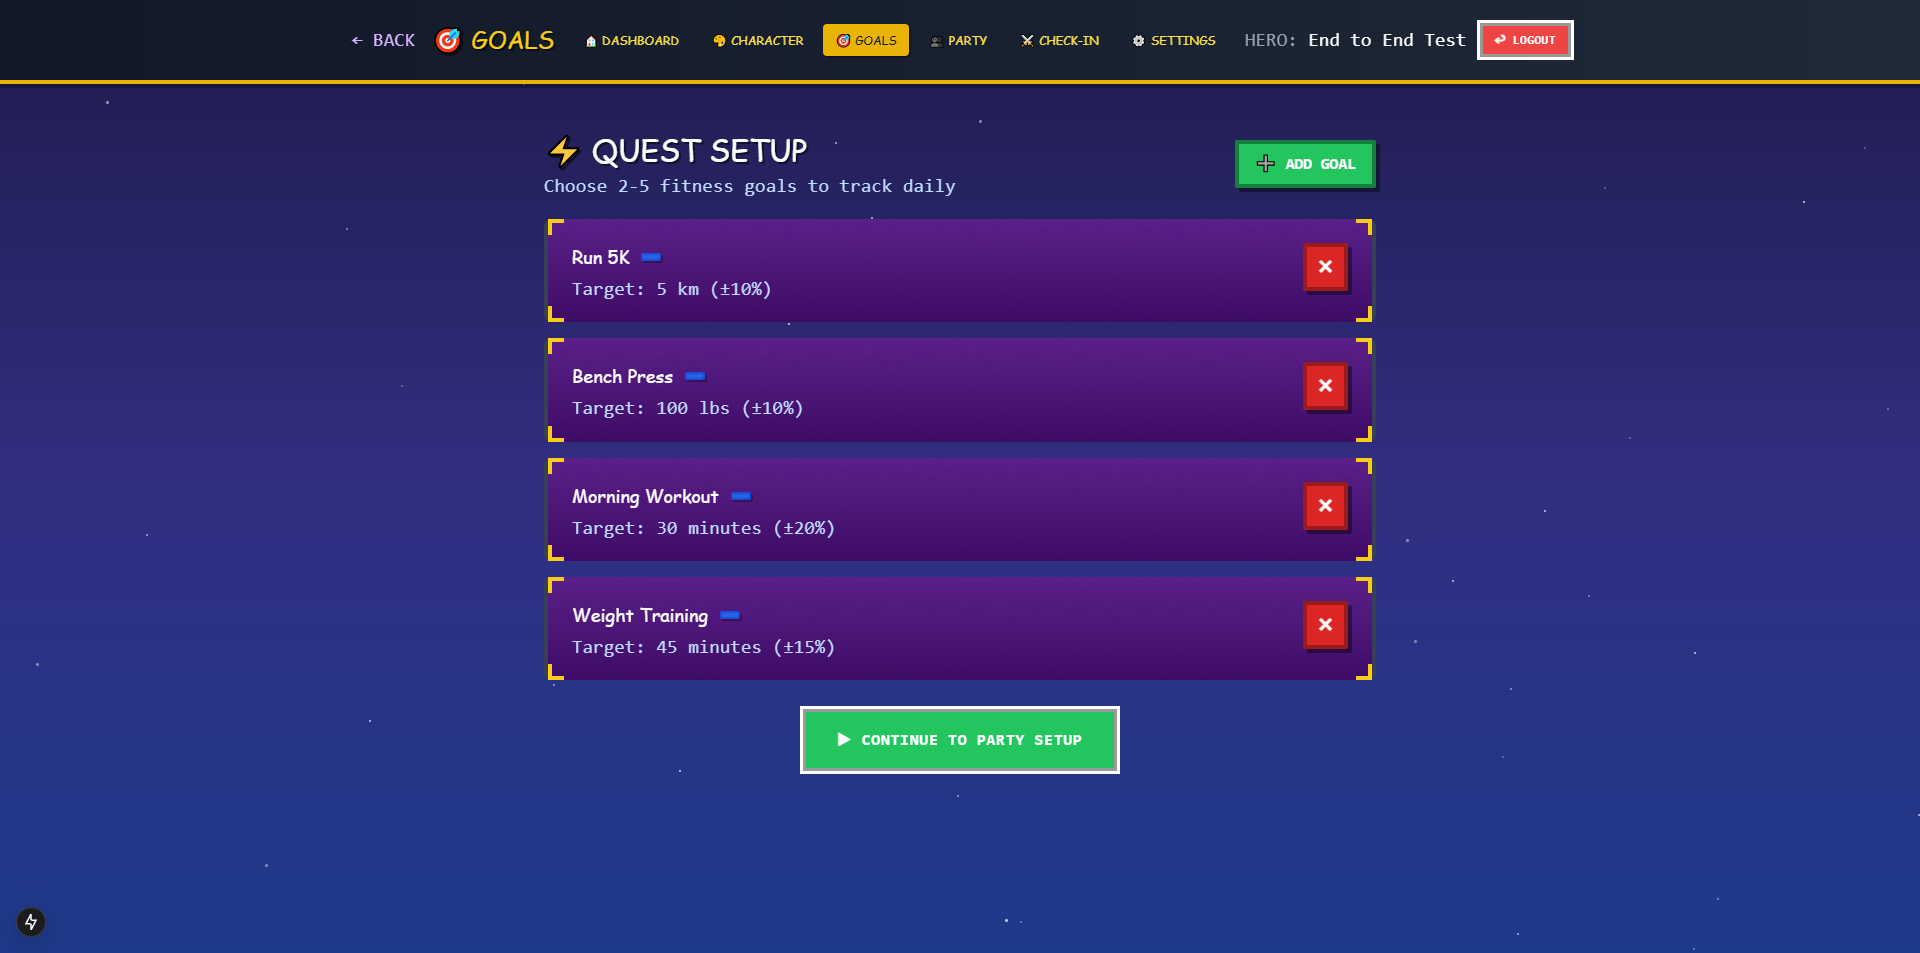 ← BACK 🎯 GOALS 🏠 DASHBOARD 🎨 CHARACTER 🎯 GOALS 👥 PARTY ⚔ CHECK-IN ⚙ SETTINGS HERO: End to End Test ↩ LOGOUT
⚡ QUEST SETUP
Choose 2-5 fitness goals to track daily
➕ ADD GOAL
Run 5K
Target: 5 km (±10%)
×
Bench Press
Target: 100 lbs (±10%)
×
Morning Workout
Target: 30 minutes (±20%)
×
Weight Training
Target: 45 minutes (±15%)
×
▶ CONTINUE TO PARTY SETUP